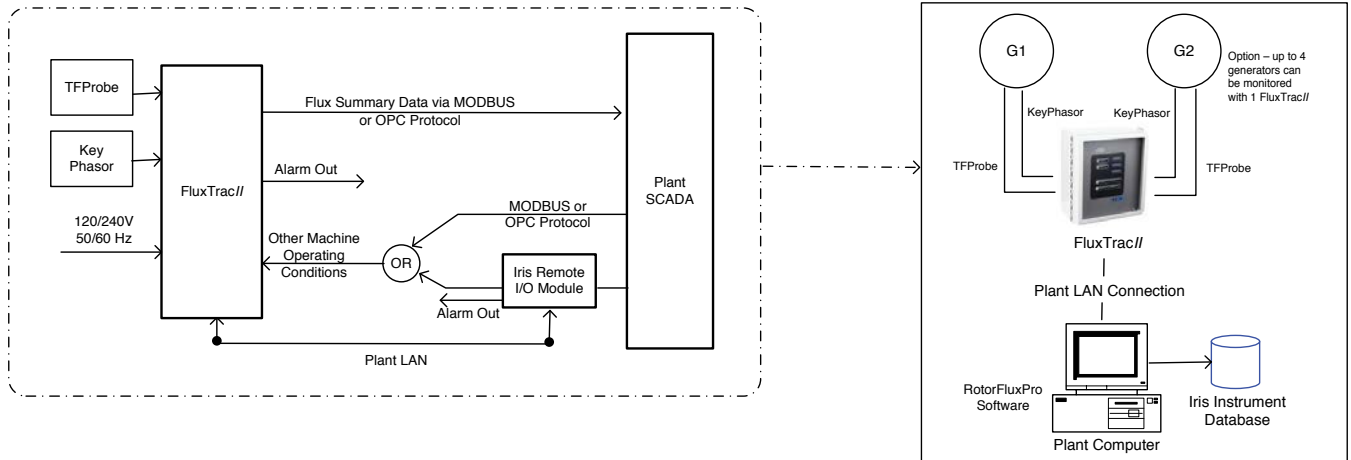 TFProbe
Key
Phasor
120/240V
50/60 Hz
FluxTracII
Flux Summary Data via MODBUS
or OPC Protocol
Alarm Out
MODBUS or
OPC Protocol
Other Machine
Operating
Conditions
OR
Iris Remote
I/O Module
Alarm Out
Plant LAN
Plant
SCADA
G1
G2
Option – up to 4
generators can
be monitored
with 1 FluxTracII
KeyPhasor
KeyPhasor
TFProbe
TFProbe
FluxTracII
Plant LAN Connection
RotorFluxPro
Software
Plant Computer
Iris Instrument
Database